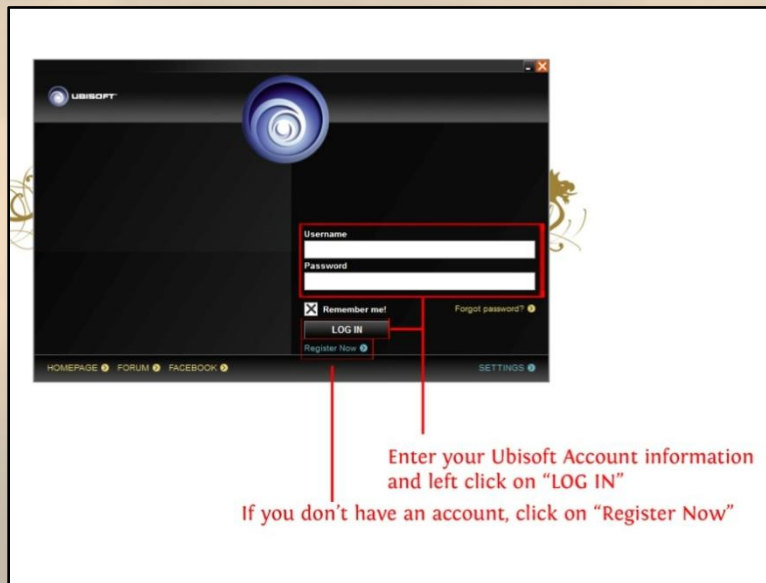 UBISOFT
Username
Password
Remember me!
Forgot password?
LOG IN
Register Now
HOMEPAGE FORUM FACEBOOK SETTINGS
Enter your Ubisoft Account information
and left click on “LOG IN”
If you don’t have an account, click on “Register Now”